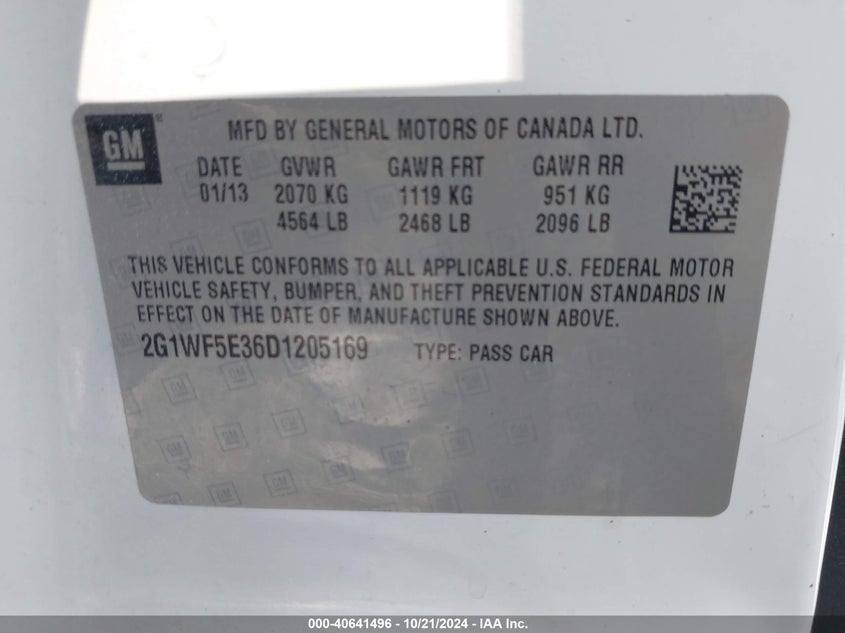 GM ®
MFD BY GENERAL MOTORS OF CANADA LTD.
DATE GVWR GAWR FRT GAWR RR
01/13 2070 KG 1119 KG 951 KG
4564 LB 2468 LB 2096 LB
THIS VEHICLE CONFORMS TO ALL APPLICABLE U.S. FEDERAL MOTOR
VEHICLE SAFETY, BUMPER, AND THEFT PREVENTION STANDARDS IN
EFFECT ON THE DATE OF MANUFACTURE SHOWN ABOVE.
2G1WF5E36D1205169 TYPE: PASS CAR
000-40641496 - 10/21/2024 - IAA Inc.